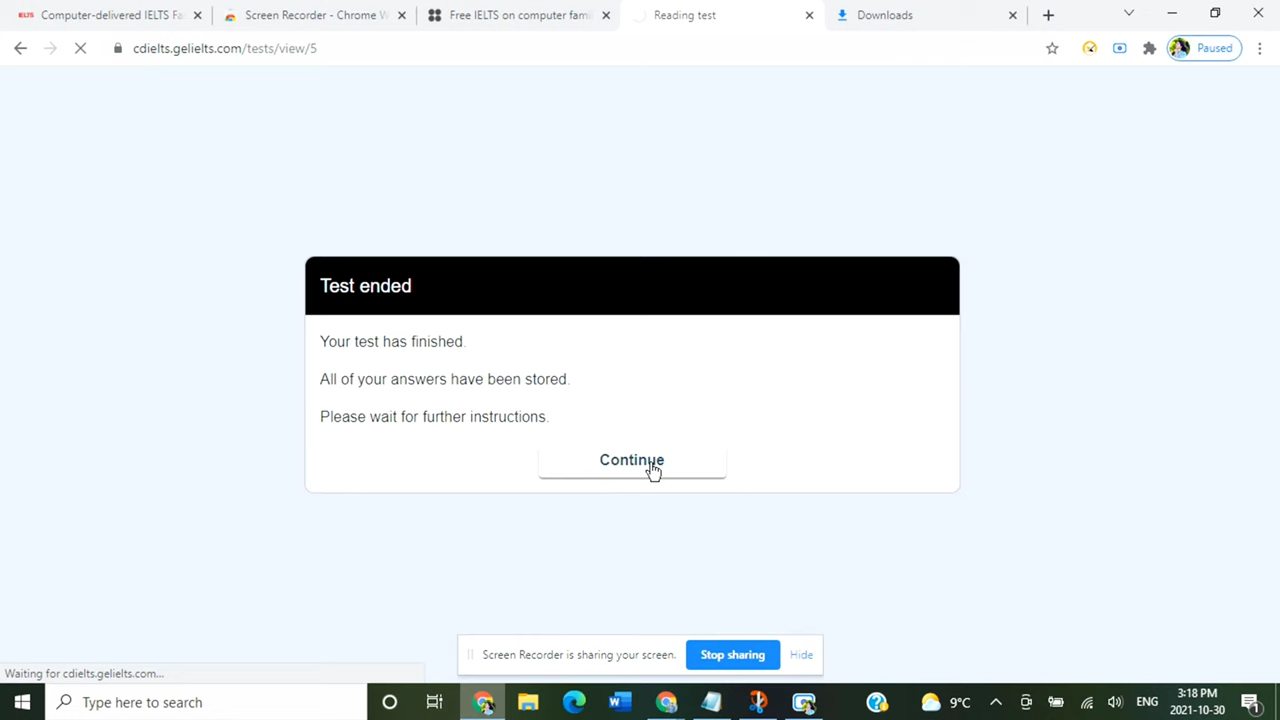 Computer-delivered IELTS Fa
Screen Recorder - Chrome W
Free IELTS on computer fami
Reading test
Downloads
cdielts.gelielts.com/tests/view/5
Paused
Test ended
Your test has finished.
All of your answers have been stored.
Please wait for further instructions.
Continue
Screen Recorder is sharing your screen.
Stop sharing
Hide
Waiting for cdielts.gelielts.com...
Type here to search
9°C
ENG
3:18 PM
2021-10-30
1